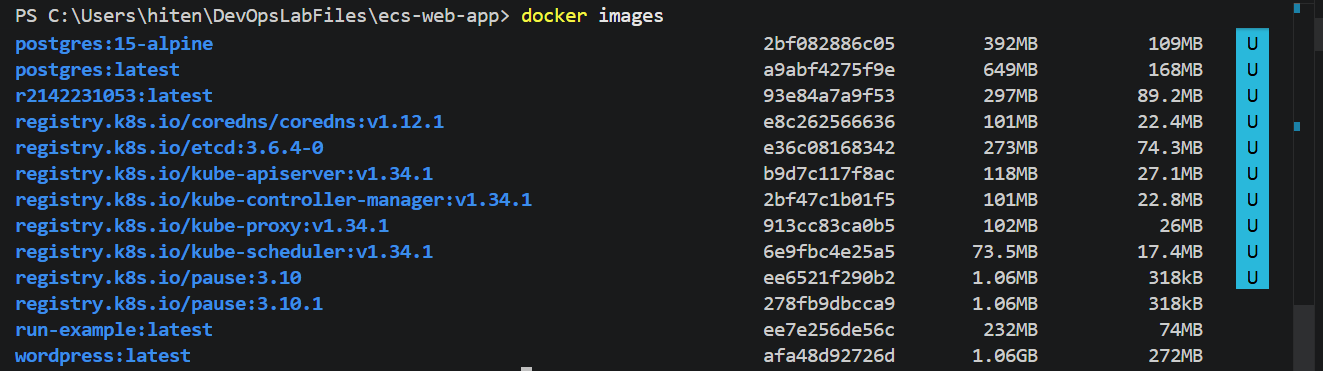 PS C:\Users\hiten\DevOpsLabFiles\ecs-web-app> docker images
postgres:15-alpine 2bf082886c05 392MB 109MB U
postgres:latest a9abf4275f9e 649MB 168MB U
r2142231053:latest 93e84a7a9f53 297MB 89.2MB U
registry.k8s.io/coredns/coredns:v1.12.1 e8c262566636 101MB 22.4MB U
registry.k8s.io/etcd:3.6.4-0 e36c08168342 273MB 74.3MB U
registry.k8s.io/kube-apiserver:v1.34.1 b9d7c117f8ac 118MB 27.1MB U
registry.k8s.io/kube-controller-manager:v1.34.1 2bf47c1b01f5 101MB 22.8MB U
registry.k8s.io/kube-proxy:v1.34.1 913cc83ca0b5 102MB 26MB U
registry.k8s.io/kube-scheduler:v1.34.1 6e9fbc4e25a5 73.5MB 17.4MB U
registry.k8s.io/pause:3.10 ee6521f290b2 1.06MB 318kB U
registry.k8s.io/pause:3.10.1 278fb9dbcca9 1.06MB 318kB
run-example:latest ee7e256de56c 232MB 74MB
wordpress:latest afa48d92726d 1.06GB 272MB